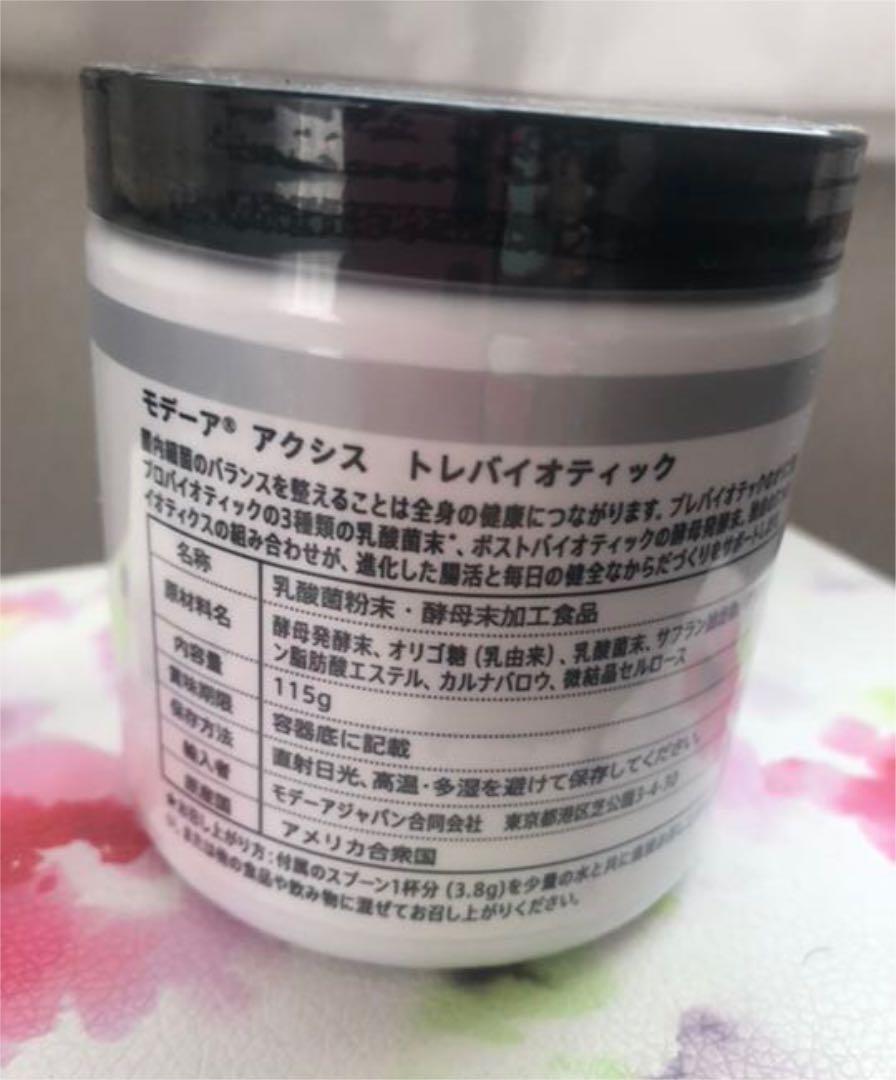 モデーア® アクシス トレバイオティック
腸内細菌のバランスを整えることは全身の健康につながります。プレバイオテックの
プロバイオティックの3種類の乳酸菌末*、ポストバイオティックの酵母発酵末、
イオティクスの組み合わせが、進化した腸活と毎日の健全なからだづくりをサポートします
名称 乳酸菌粉末・酵母末加工食品
原材料名 酵母発酵末、オリゴ糖(乳由来)、乳酸菌末、サフラン
ン脂肪酸エステル、カルナバロウ、微結晶セルロース
内容量 115g
賞味期限 容器底に記載
保存方法 直射日光、高温・多湿を避けて保存してください。
輸入者 モデーアジャパン合同会社 東京都港区芝公園3-4-30
原産国 アメリカ合衆国
★お召し上がり方:付属のスプーン1杯分(3.8g)を少量の水と共に
または他の食品や飲み物に混ぜてお召し上がりください。